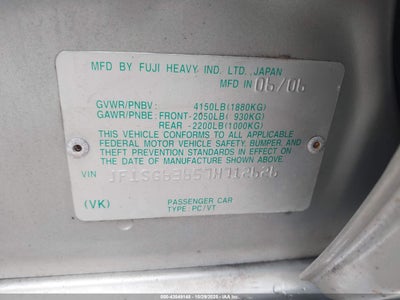 MFD BY FUJI HEAVY IND. LTD., JAPAN
MFD IN
06/06
GVWR/PNBV: 4150LB(1880KG)
GAWR/PNBE: FRONT-2050LB( 930KG)
REAR -2200LB(1000KG)
THIS VEHICLE CONFORMS TO ALL APPLICABLE
FEDERAL MOTOR VEHICLE SAFETY, BUMPER, AND
THEFT PREVENTION STANDARDS IN EFFECT ON THE
DATE OF MANUFACTURE SHOWN ABOVE.
VIN
PASSENGER CAR
(VK) TYPE: PC/VT